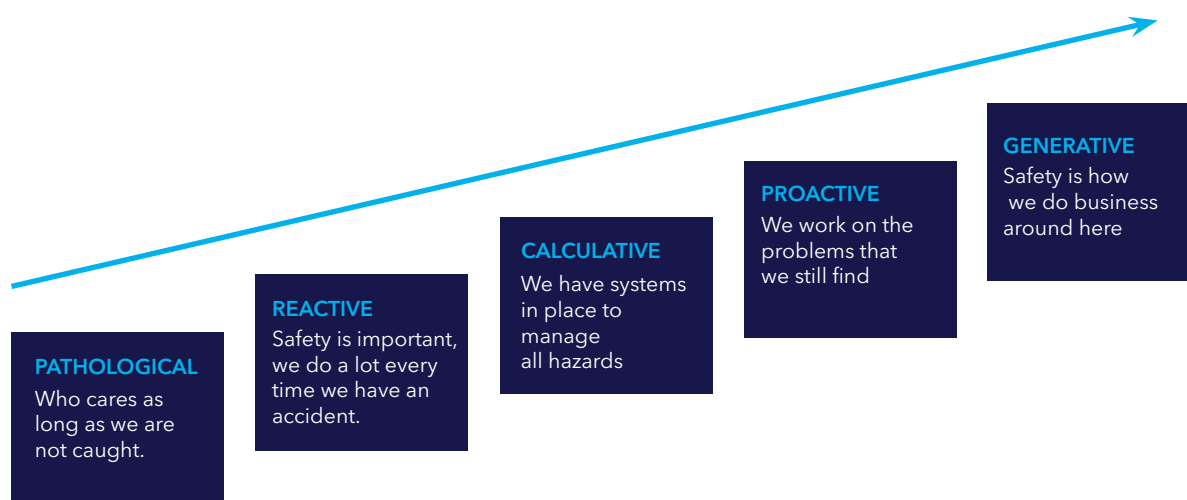 PATHOLOGICAL
Who cares as
long as we are
not caught.
REACTIVE
Safety is important,
we do a lot every
time we have an
accident.
CALCULATIVE
We have systems
in place to
manage
all hazards
PROACTIVE
We work on the
problems that
we still find
GENERATIVE
Safety is how
we do business
around here